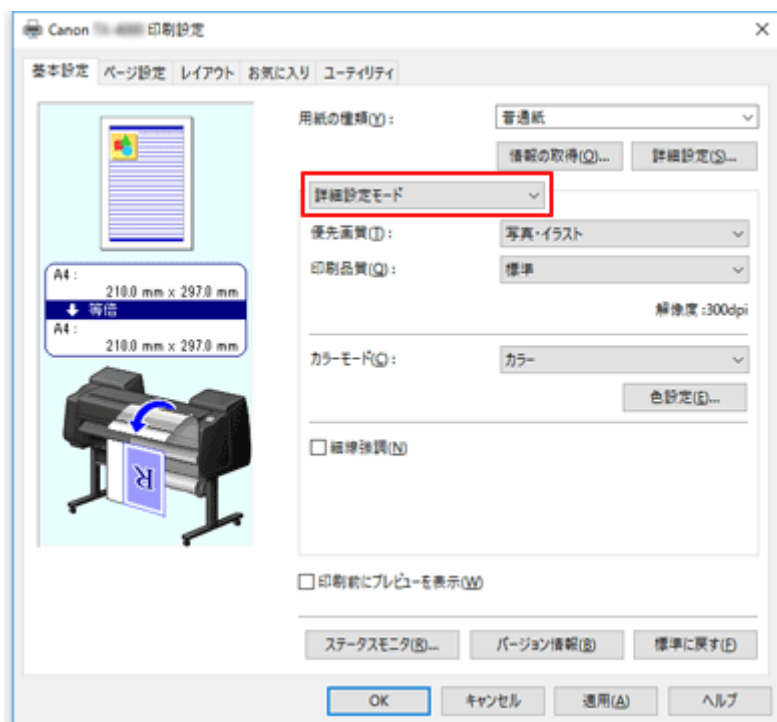 Canon 印刷設定
基本設定 ページ設定 レイアウト お気に入り ユーティリティ
用紙の種類(Y): 普通紙
情報の取得(O)... 詳細設定(S)...
詳細設定モード
優先画質(T): 写真・イラスト
印刷品質(Q): 標準
解像度:300dpi
カラーモード(C): カラー
色設定(E)...
細線強調(N)
A4:
210.0 mm x 297.0 mm
等倍
A4:
210.0 mm x 297.0 mm
R
印刷前にプレビューを表示(W)
ステータスモニタ(R)... バージョン情報(B) 標準に戻す(F)
OK キャンセル 適用(A) ヘルプ